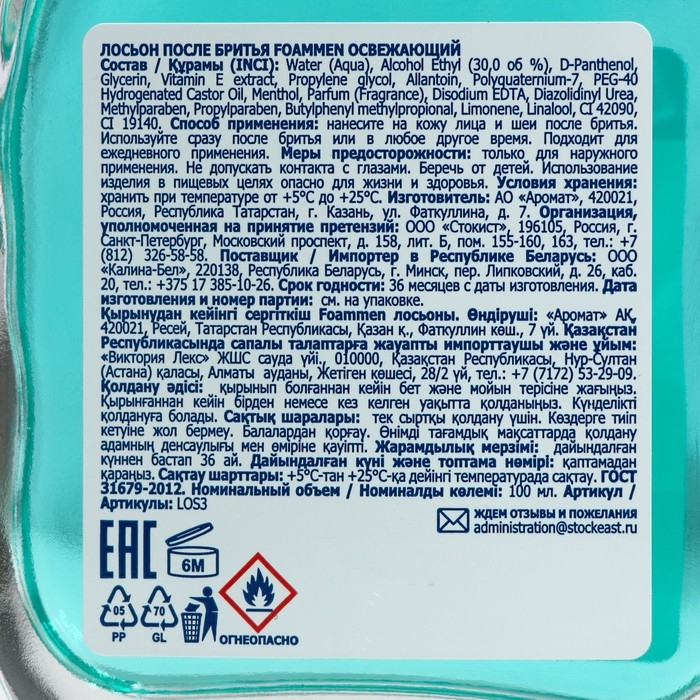 ЛОСЬОН ПОСЛЕ БРИТЬЯ FOAMMEN ОСВЕЖАЮЩИЙ
Состав / Құрамы (INCI): Water (Aqua), Alcohol Ethyl (30,0 об %), D-Panthenol,
Glycerin, Vitamin E extract, Propylene glycol, Allantoin, Polyquaternium-7, PEG-40
Hydrogenated Castor Oil, Menthol, Parfum (Fragrance), Disodium EDTA, Diazolidinyl Urea,
Methylparaben, Propylparaben, Butylphenyl methylpropional, Limonene, Linalool, CI 42090,
CI 19140. Способ применения: нанесите на кожу лица и шеи после бритья.
Используйте сразу после бритья или в любое другое время. Подходит для
ежедневного применения. Меры предосторожности: только для наружного
применения. Не допускать контакта с глазами. Беречь от детей. Использование
изделия в пищевых целях опасно для жизни и здоровья. Условия хранения:
хранить при температуре от +5°С до +25°С. Изготовитель: АО «Аромат», 420021,
Россия, Республика Татарстан, г. Казань, ул. Фаткуллина, д. 7. Организация,
уполномоченная на принятие претензий: ООО «Стокист», 196105, Россия, г.
Санкт-Петербург, Московский проспект, д. 158, лит. Б, пом. 155-160, 163, тел.: +7
(812) 326-58-58. Поставщик / Импортер в Республике Беларусь: ООО
«Калина-Бел», 220138, Республика Беларусь, г. Минск, пер. Липковский, д. 26, каб.
20, тел.: +375 17 385-10-26. Срок годности: 36 месяцев с даты изготовления. Дата
изготовления и номер партии: см. на упаковке.
Қырынудан кейінгі сергіткіш Foammen лосьоны. Өндіруші: «Аромат» АҚ,
420021, Ресей, Татарстан Республикасы, Қазан қ., Фаткуллин көш., 7 үй. Қазақстан
Республикасында сапалы талаптарға жауапты импорттаушы және ұйым:
«Виктория Лекс» ЖШС сауда үйі., 010000, Қазақстан Республикасы, Нур-Султан
(Астана) қаласы, Алматы ауданы, Жетіген көшесі, 28/2 үй, тел.: +7 (7172) 53-29-09.
Қолдану әдісі: қырынып болғаннан кейін бет және мойын терісіне жағыңыз.
Қырынғаннан кейін бірден немесе кез келген уақытта қолданыңыз. Күнделікті
қолдануға болады. Сақтық шаралары: тек сыртқы қолдану үшін. Көздерге тиіп
кетуіне жол бермеу. Балалардан қорғау. Өнімді тағамдық мақсаттарда қолдану
адамның денсаулығы мен өміріне қауіпті. Жарамдылық мерзімі: дайындалған
күннен бастап 36 ай. Дайындалған күні және топтама нөмірі: қаптамадан
қараңыз. Сақтау шарттары: +5°С-тан +25°С-қа дейінгі температурада сақтау. ГОСТ
31679-2012. Номинальный объем / Номиналды көлемі: 100 мл. Артикул /
Артикулы: LOS3
ЖДЕМ ОТЗЫВЫ И ПОЖЕЛАНИЯ
administration@stockeast.ru
EAC
6M
05
PP
70
GL
ОГНЕОПАСНО